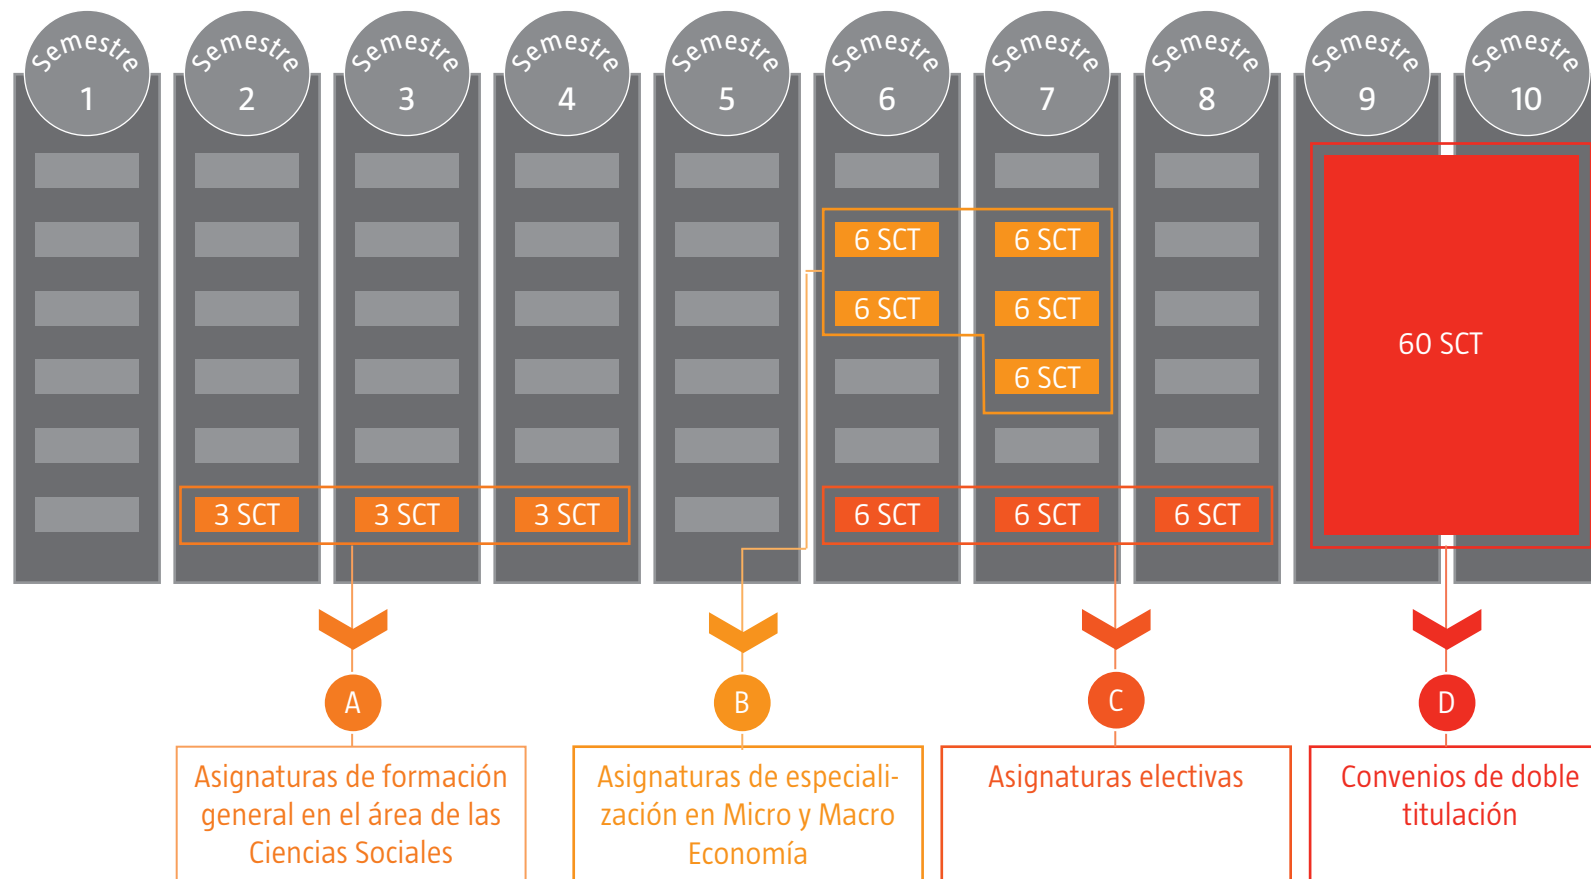 Semestre 1
Semestre 2
Semestre 3
Semestre 4
Semestre 5
Semestre 6
Semestre 7
Semestre 8
Semestre 9
Semestre 10
6 SCT
6 SCT
6 SCT
6 SCT
6 SCT
60 SCT
3 SCT
3 SCT
3 SCT
6 SCT
6 SCT
6 SCT
A
B
C
D
Asignaturas de formación
general en el área de las
Ciencias Sociales
Asignaturas de especiali-
zación en Micro y Macro
Economía
Asignaturas electivas
Convenios de doble
titulación